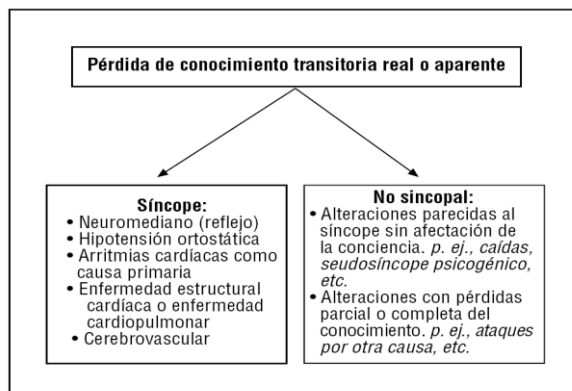 Pérdida de conocimiento transitoria real o aparente
Síncope:
• Neuromediano (reflejo)
• Hipotensión ortostática
• Arritmias cardíacas como
causa primaria
• Enfermedad estructural
cardíaca o enfermedad
cardiopulmonar
• Cerebrovascular
No sincopal:
• Alteraciones parecidas al
síncope sin afectación de
la conciencia. p. ej., caídas,
seudosíncope psicogénico,
etc.
• Alteraciones con pérdidas
parcial o completa del
conocimiento. p. ej., ataques
por otra causa, etc.